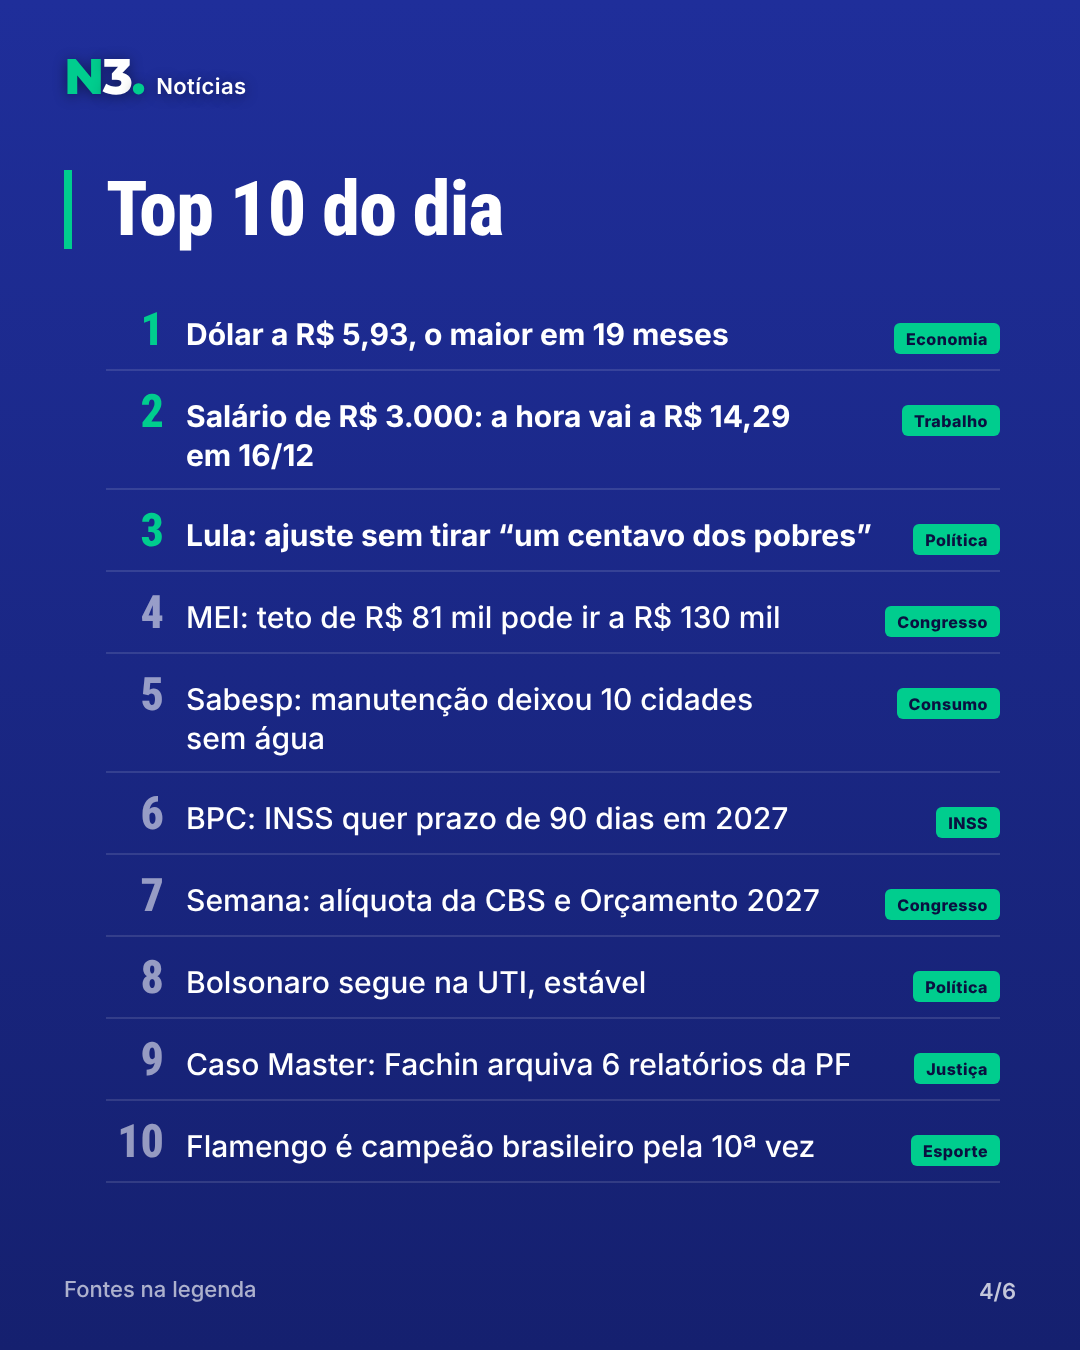 N3. Notícias
Top 10 do dia
1 Dólar a R$ 5,93, o maior em 19 meses Economia
2 Salário de R$ 3.000: a hora vai a R$ 14,29 Trabalho
em 16/12
3 Lula: ajuste sem tirar “um centavo dos pobres” Política
4 MEI: teto de R$ 81 mil pode ir a R$ 130 mil Congresso
5 Sabesp: manutenção deixou 10 cidades Consumo
sem água
6 BPC: INSS quer prazo de 90 dias em 2027 INSS
7 Semana: alíquota da CBS e Orçamento 2027 Congresso
8 Bolsonaro segue na UTI, estável Política
9 Caso Master: Fachin arquiva 6 relatórios da PF Justiça
10 Flamengo é campeão brasileiro pela 10ª vez Esporte
Fontes na legenda 4/6